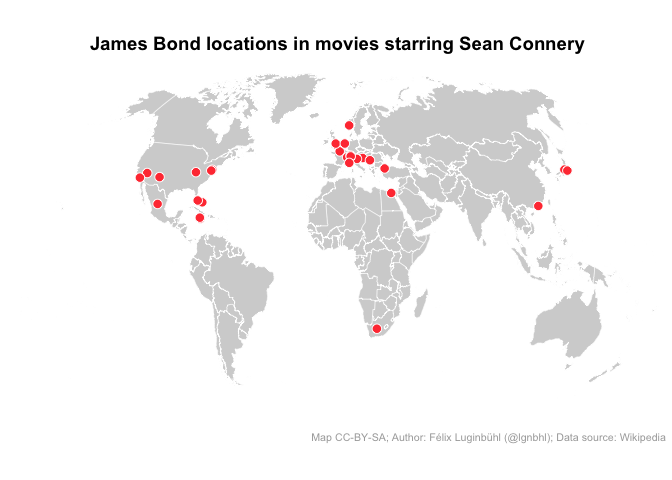 James Bond locations in movies starring Sean Connery
Map CC-BY-SA; Author: Félix Luginbühl (@lgnbhl); Data source: Wikipedia